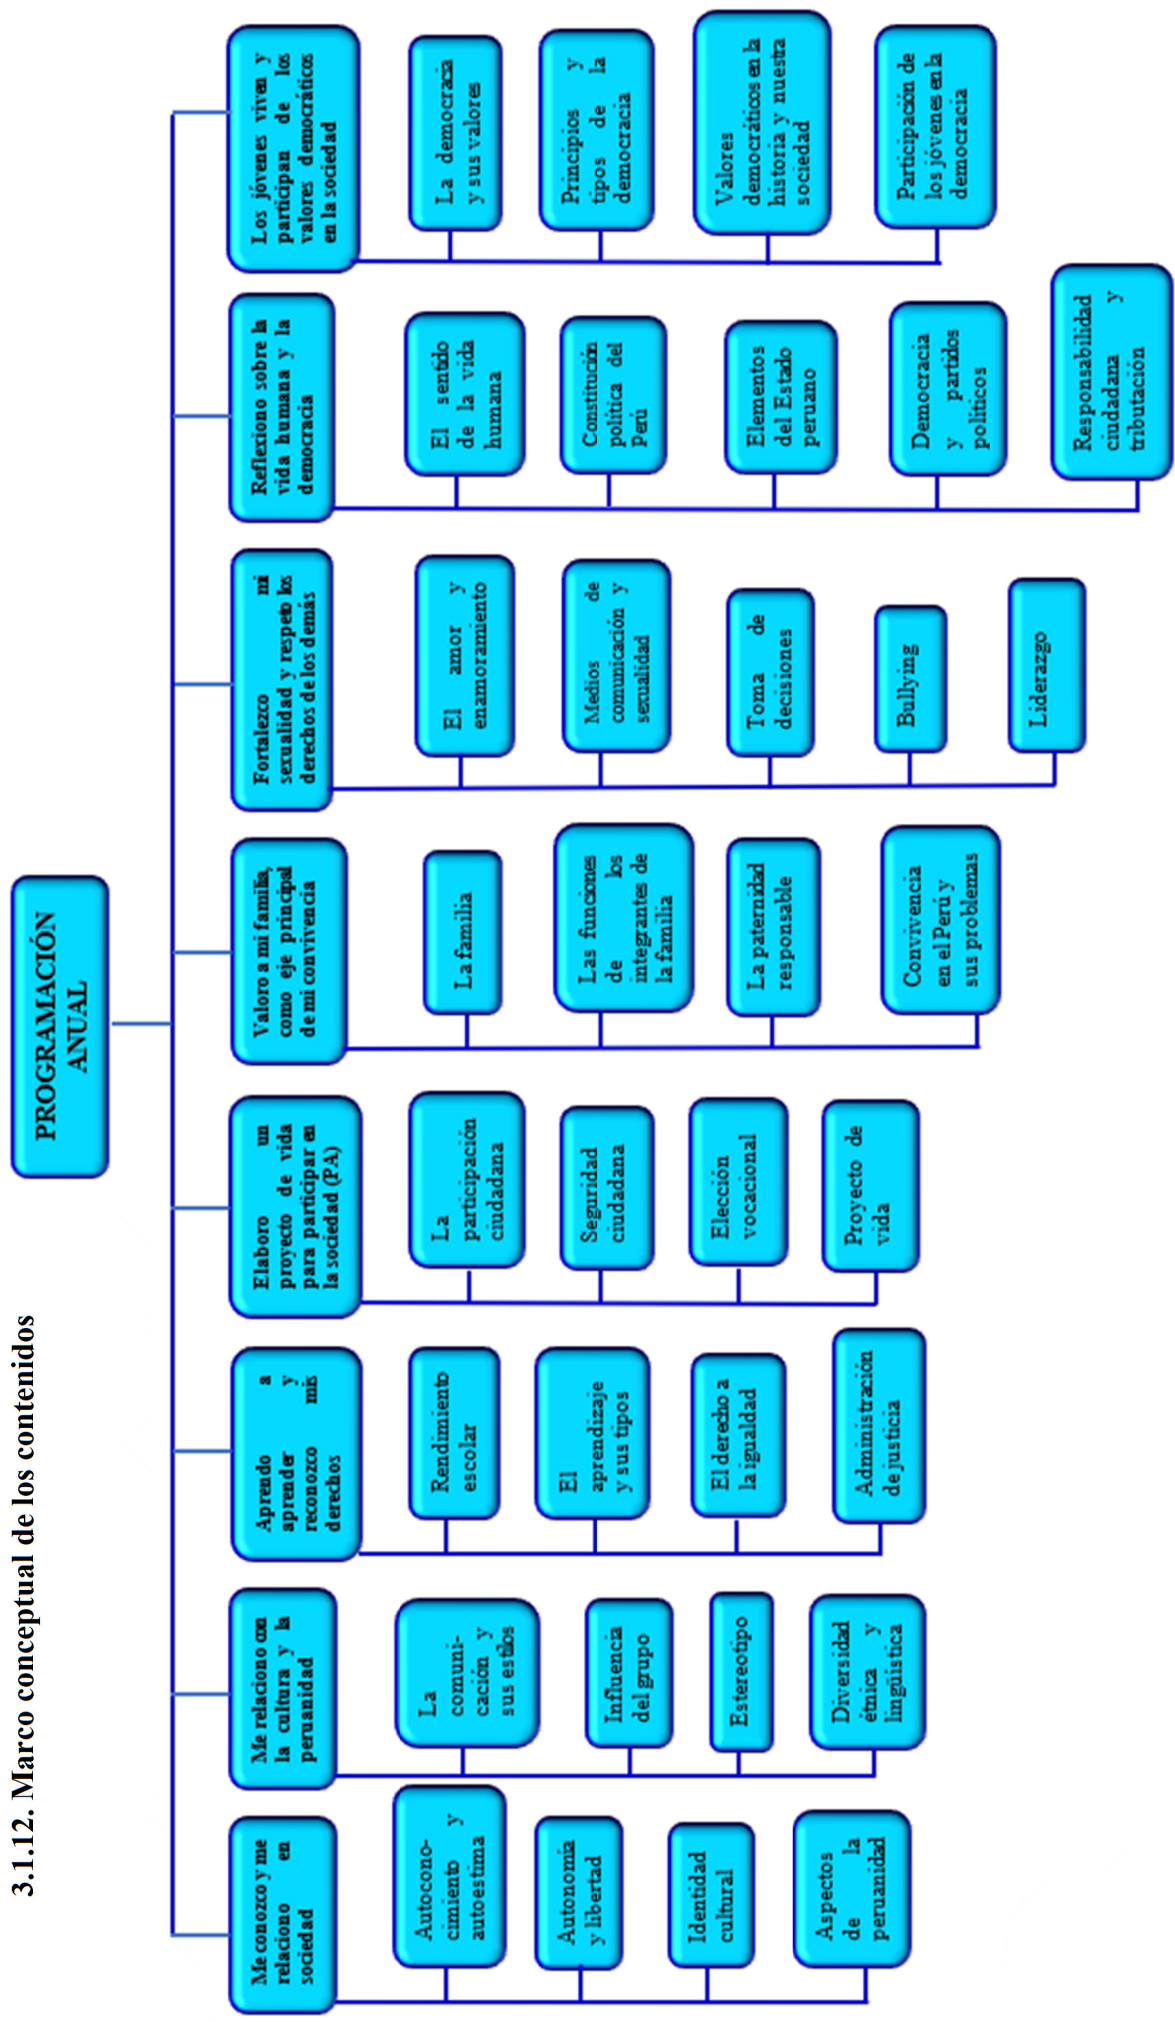 3.1.12. Marco conceptual de los contenidos
PROGRAMACIÓN
ANUAL
Me conozco y me
relaciono en
sociedad
Autocono-
cimiento y
autoestima
Autonomía
y libertad
Identidad
cultural
Aspectos
de la
peruanidad
Me relaciono con
la cultura y la
peruanidad
La
comuni-
cación y
sus estilos
Influencia
del grupo
Estereotipo
Diversidad
étnica y
lingüística
Aprendo a
aprender y
reconozco mis
derechos
Rendimiento
escolar
El
aprendizaje
y sus tipos
El derecho a
la igualdad
Administración
de justicia
Elaboro un
proyecto de vida
para participar en
la sociedad (PA)
La
participación
ciudadana
Seguridad
ciudadana
Elección
vocacional
Proyecto de
vida
Valoro a mi familia,
como eje principal
de mi convivencia
La familia
Las funciones
de los
integrantes de
la familia
La paternidad
responsable
Convivencia
en el Perú y
sus problemas
Fortalezco mi
sexualidad y respeto los
derechos de los demás
El amor y
enamoramiento
Medios de
comunicación y
sexualidad
Toma de
decisiones
Bullying
Liderazgo
Reflexiono sobre la
vida humana y la
democracia
El sentido
de la vida
humana
Constitución
política del
Perú
Elementos
del Estado
peruano
Democracia
y partidos
políticos
Responsabilidad
ciudadana y
tributación
Los jóvenes viven y
participan de los
valores democráticos
en la sociedad
La democracia
y sus valores
Principios y
tipos de la
democracia
Valores
democráticos en la
historia y nuestra
sociedad
Participación de
los jóvenes en la
democracia